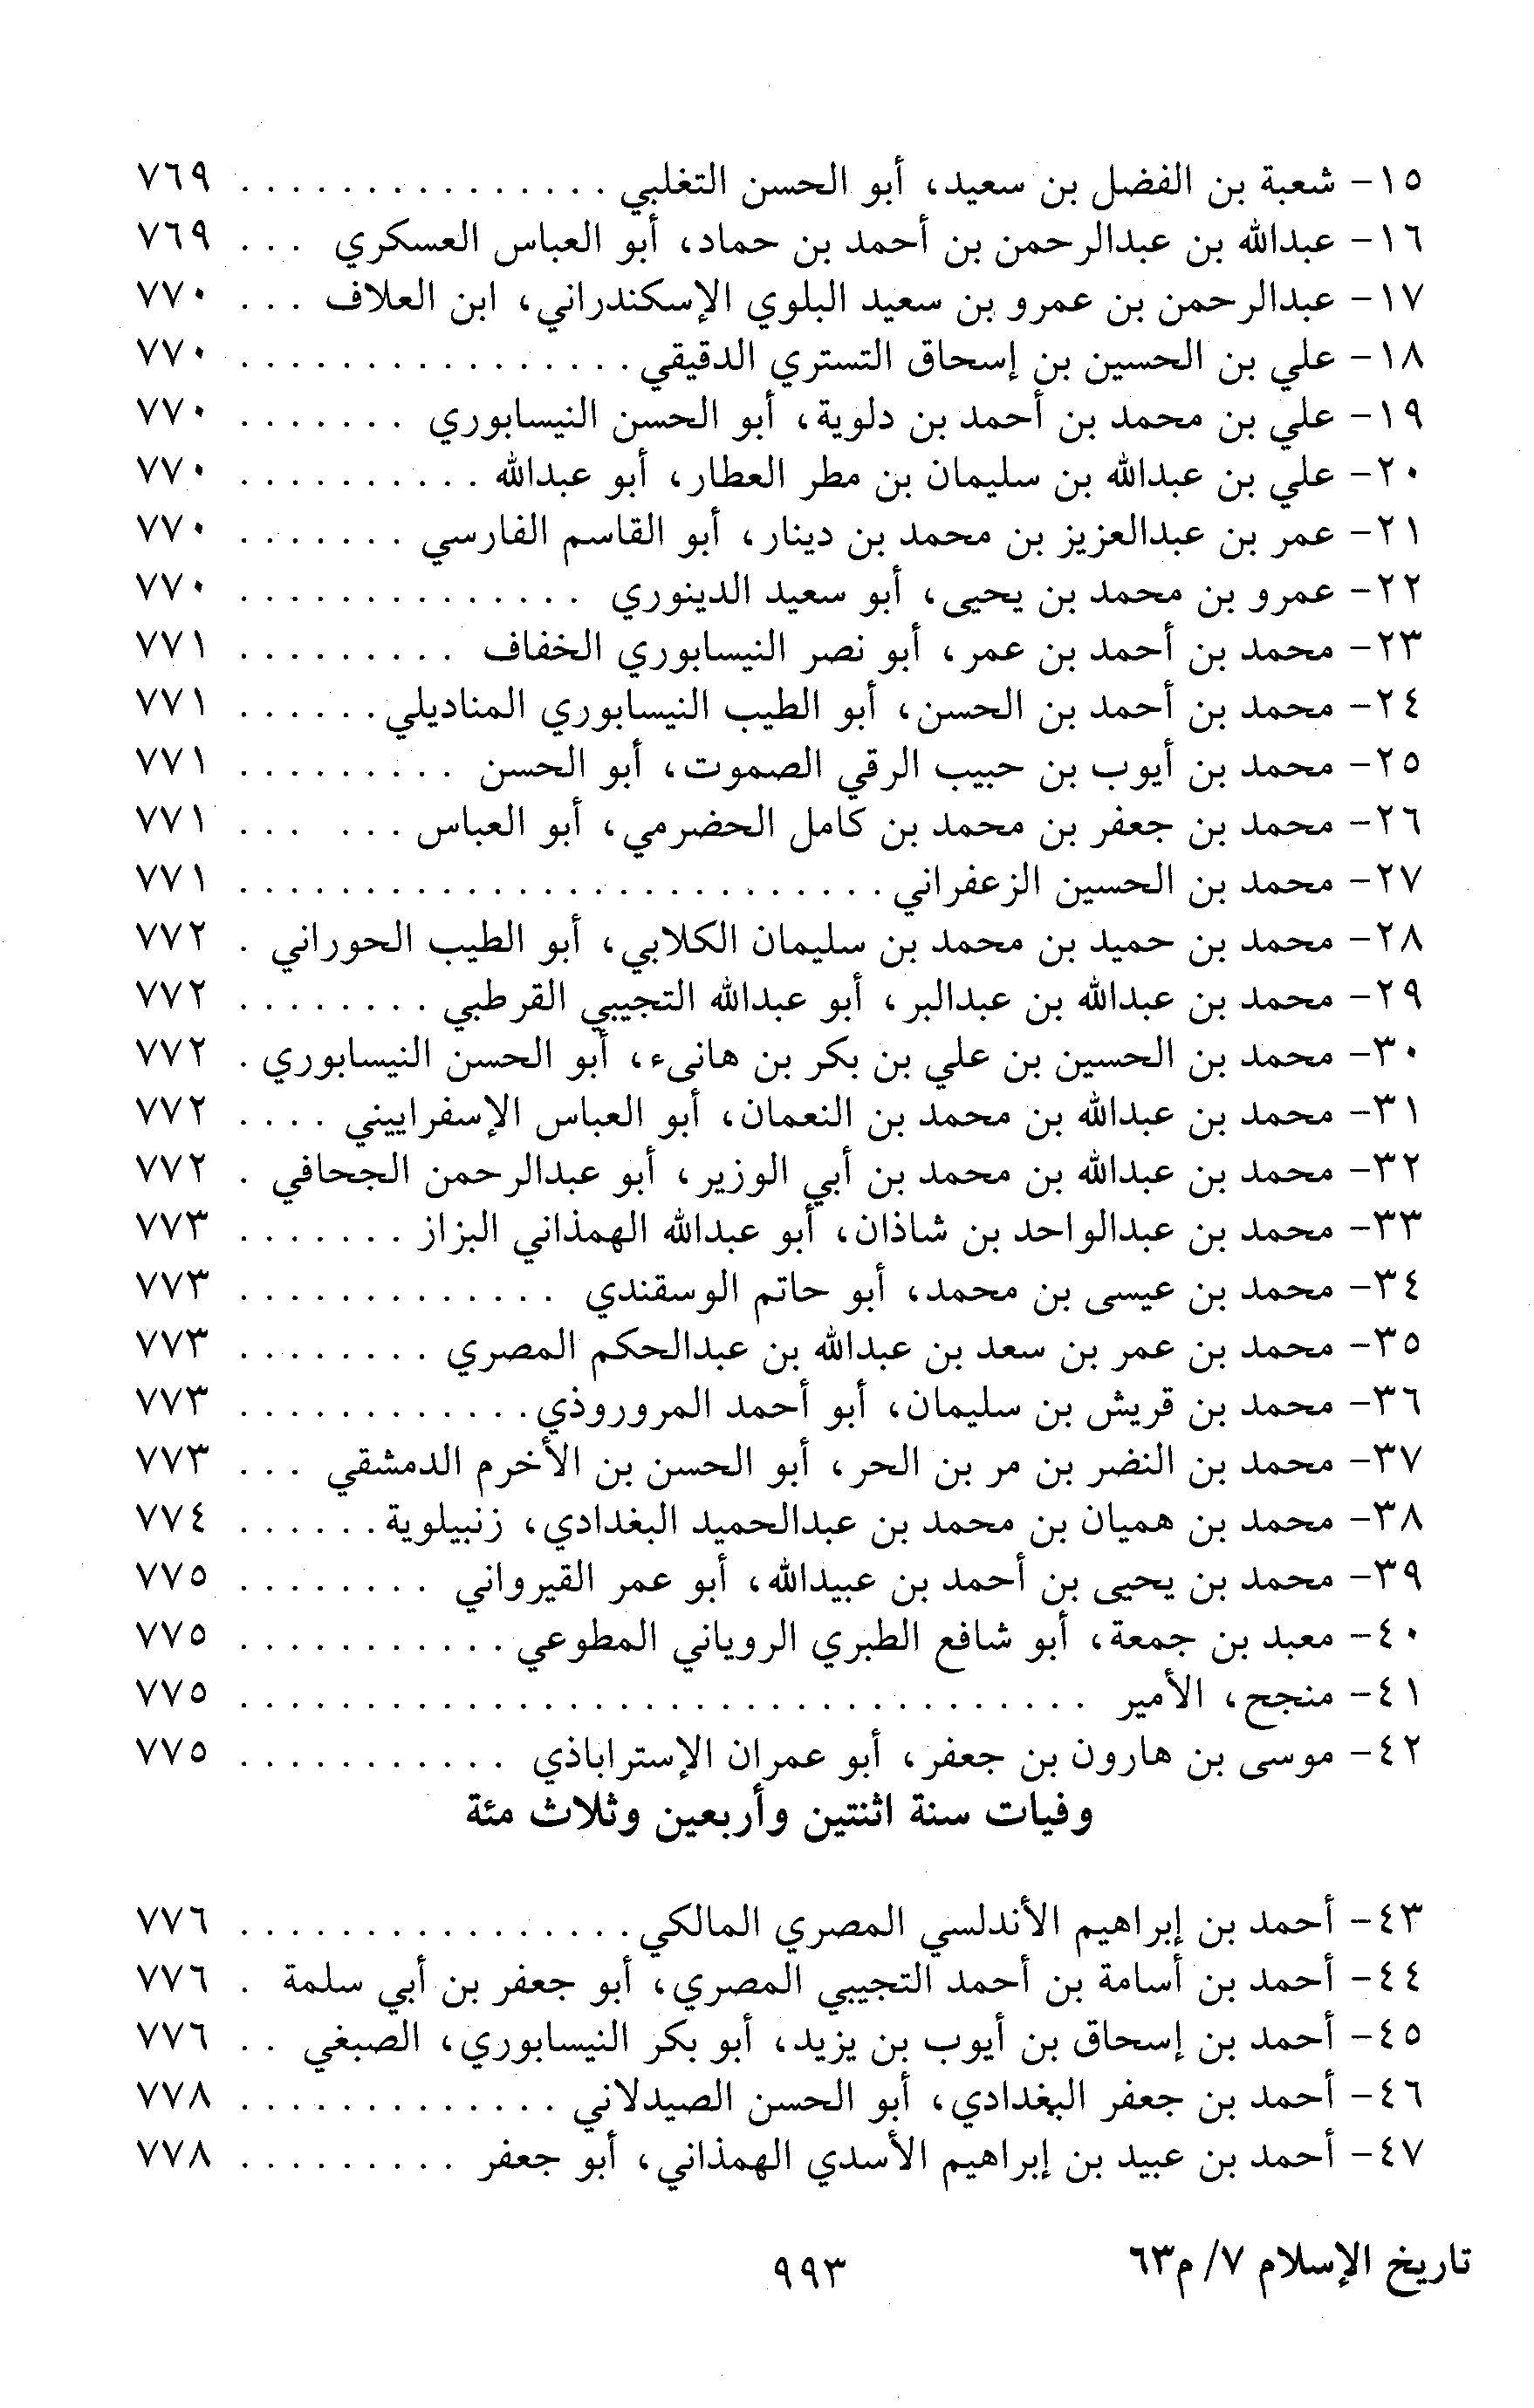 ١٥- شعبة بن الفضل بن سعيد، أبو الحسن التغلبي . . . . . . . . . . . . . . . ٧٦٩
١٦- عبدالله بن عبدالرحمن بن أحمد بن حماد، أبو العباس العسكري . . . ٧٦٩
١٧- عبدالرحمن بن عمرو بن سعيد البلوي الإسكندراني، ابن العلاف . . . ٧٧٠
١٨- علي بن الحسين بن إسحاق التستري الدقيقي . . . . . . . . . . . . . . . . ٧٧٠
١٩- علي بن محمد بن أحمد بن دلوية، أبو الحسن النيسابوري . . . . . . . ٧٧٠
٢٠- علي بن عبدالله بن سليمان بن مطر العطار، أبو عبدالله . . . . . . . . . . ٧٧٠
٢١- عمر بن عبدالعزيز بن محمد بن دينار، أبو القاسم الفارسي . . . . . . . ٧٧٠
٢٢- عمرو بن محمد بن يحيى، أبو سعيد الدينوري . . . . . . . . . . . . . . ٧٧٠
٢٣- محمد بن أحمد بن عمر، أبو نصر النيسابوري الخفاف . . . . . . . . . ٧٧١
٢٤- محمد بن أحمد بن الحسن، أبو الطيب النيسابوري المناديلي . . . . . . ٧٧١
٢٥- محمد بن أيوب بن حبيب الرقي الصموت، أبو الحسن . . . . . . . . . ٧٧١
٢٦- محمد بن جعفر بن محمد بن كامل الحضرمي، أبو العباس . . . . . . ٧٧١
٢٧- محمد بن الحسين الزعفراني . . . . . . . . . . . . . . . . . . . . . . . . . . ٧٧١
٢٨- محمد بن حميد بن محمد بن سليمان الكلابي، أبو الطيب الحوراني . ٧٧٢
٢٩- محمد بن عبدالله بن عبدالبر، أبو عبدالله التجيبي القرطبي . . . . . . . . ٧٧٢
٣٠- محمد بن الحسين بن علي بن بكر بن هانىء، أبو الحسن النيسابوري . ٧٧٢
٣١- محمد بن عبدالله بن محمد بن النعمان، أبو العباس الإسفراييني . . . . ٧٧٢
٣٢- محمد بن عبدالله بن محمد بن أبي الوزير، أبو عبدالرحمن الجحافي . ٧٧٢
٣٣- محمد بن عبدالواحد بن شاذان، أبو عبدالله الهمذاني البزاز . . . . . . . ٧٧٣
٣٤- محمد بن عيسى بن محمد، أبو حاتم الوسقندي . . . . . . . . . . . . . ٧٧٣
٣٥- محمد بن عمر بن سعد بن عبدالله بن عبدالحكم المصري . . . . . . . . ٧٧٣
٣٦- محمد بن قريش بن سليمان، أبو أحمد المروروذي . . . . . . . . . . . . ٧٧٣
٣٧- محمد بن النضر بن مر بن الحر، أبو الحسن بن الأخرم الدمشقي . . . ٧٧٣
٣٨- محمد بن هميان بن محمد بن عبدالحميد البغدادي، زنبيلوية . . . . . . ٧٧٤
٣٩- محمد بن يحيى بن أحمد بن عبيدالله، أبو عمر القيرواني . . . . . . . . ٧٧٥
٤٠- معبد بن جمعة، أبو شافع الطبري الروياني المطوعي . . . . . . . . . . . ٧٧٥
٤١- منجح، الأمير . . . . . . . . . . . . . . . . . . . . . . . . . . . . . . . . . . ٧٧٥
٤٢- موسى بن هارون بن جعفر، أبو عمران الإستراباذي . . . . . . . . . . . ٧٧٥
وفيات سنة اثنتين وأربعين وثلاث مئة
٤٣- أحمد بن إبراهيم الأندلسي المصري المالكي . . . . . . . . . . . . . . . . ٧٧٦
٤٤- أحمد بن أسامة بن أحمد التجيبي المصري، أبو جعفر بن أبي سلمة . ٧٧٦
٤٥- أحمد بن إسحاق بن أيوب بن يزيد، أبو بكر النيسابوري، الصبغي . . ٧٧٦
٤٦- أحمد بن جعفر البغدادي، أبو الحسن الصيدلاني . . . . . . . . . . . . . ٧٧٨
٤٧- أحمد بن عبيد بن إبراهيم الأسدي الهمذاني، أبو جعفر . . . . . . . . . ٧٧٨
تاريخ الإسلام ٧/ م٦٣
٩٩٣